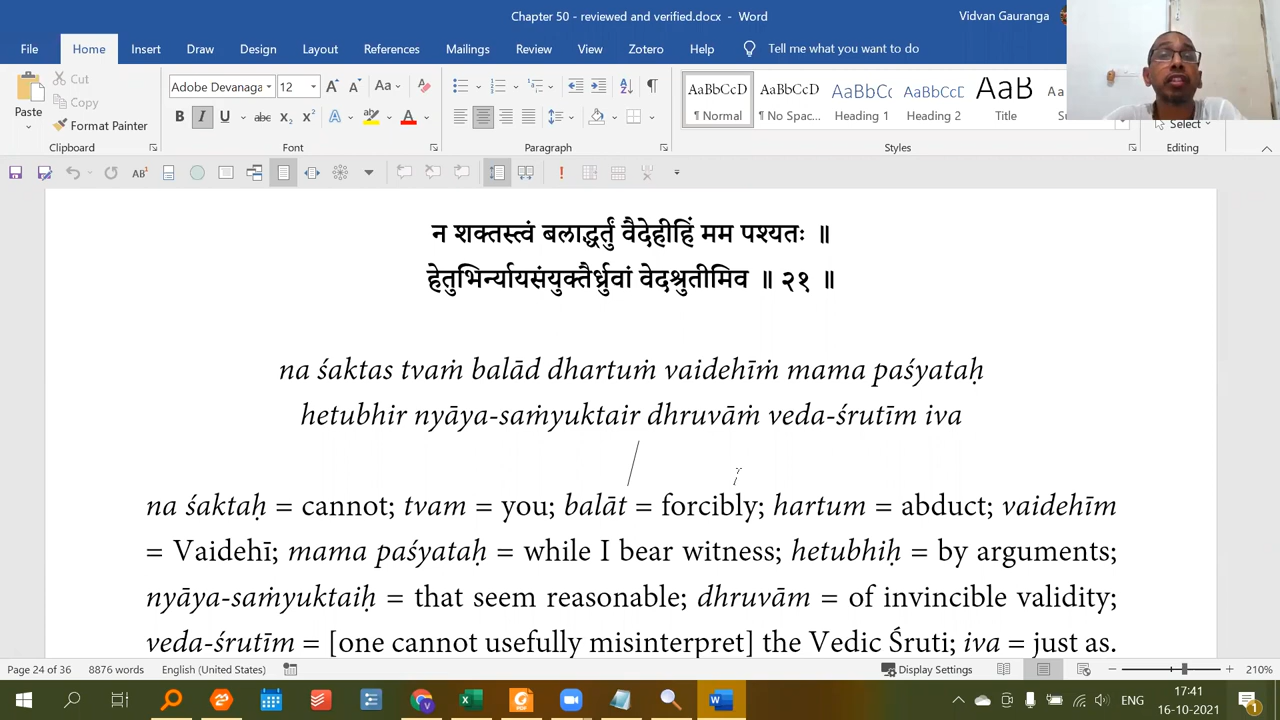 Chapter 50 - reviewed and verified.docx - Word
Vidvan Gauranga
File Home Insert Draw Design Layout References Mailings Review View Zotero Help Tell me what you want to do
Paste
Cut
Copy
Format Painter
Adobe Devanaga 12
AaBbCcD AaBbCcD AaBbCc AaBbCcD AaB Aa
¶ Normal ¶ No Spac... Heading Heading 2 Title
Select
Clipboard Font Paragraph Styles Editing
न शक्तस्त्वं बलाद्धर्तुं वैदेहीहिं मम पश्यतः ॥
हेतुभिर्न्यायसंयुक्तैर्ध्रुवां वेदश्रुतीमिव ॥ २१ ॥
na śaktas tvaṁ balād dhartuṁ vaidehīṁ mama paśyataḥ
hetubhir nyāya-saṁyuktair dhruvāṁ veda-śrutīm iva
na śaktaḥ = cannot; tvam = you; balāt = forcibly; hartum = abduct; vaidehīm
= Vaidehī; mama paśyataḥ = while I bear witness; hetubhiḥ = by arguments;
nyāya-saṁyuktaiḥ = that seem reasonable; dhruvām = of invincible validity;
veda-śrutīm = [one cannot usefully misinterpret] the Vedic Śruti; iva = just as.
Page 24 of 36 8876 words English (United States) Display Settings 210%
ENG
17:41
16-10-2021